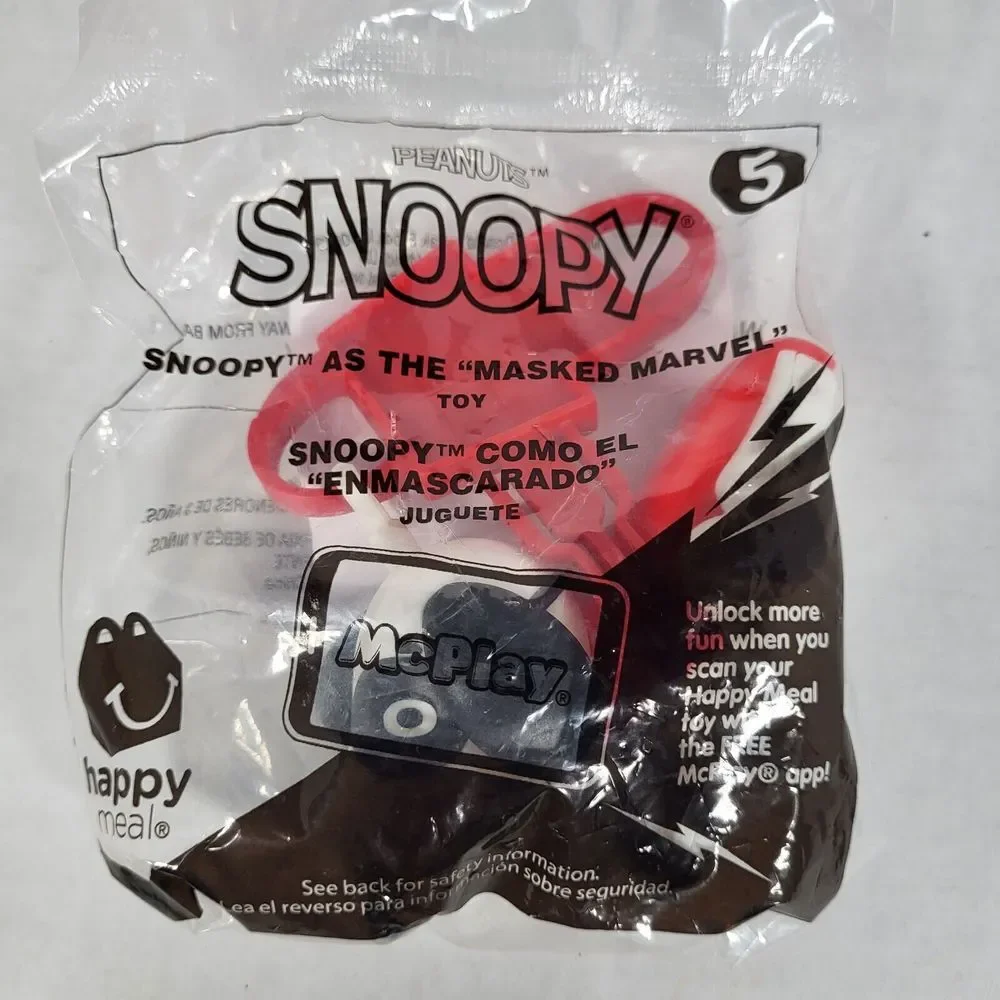 PEANUTS™
SNOOPY®
5
SNOOPY™ AS THE “MASKED MARVEL”
TOY
SNOOPY™ COMO EL
“ENMASCARADO”
JUGUETE
McPlay®
Unlock more
fun when you
scan your
Happy Meal
toy
the FREE
McPlay® app!
happy
meal®
See back for safety information.
Lea el reverso para información sobre seguridad.